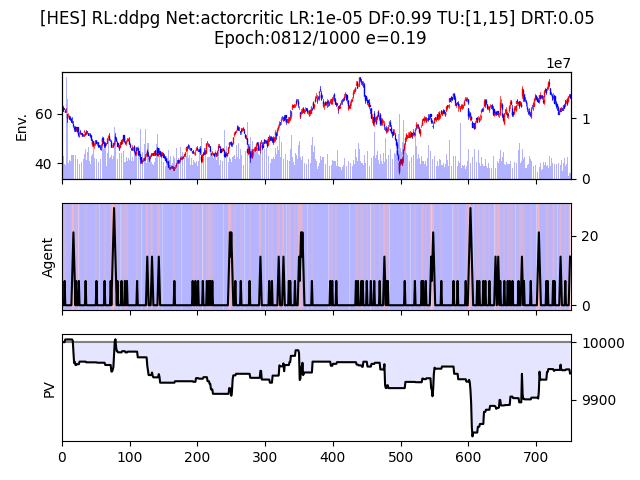 [HES] RL:ddpg Net:actorcritic LR:1e-05 DF:0.99 TU:[1,15] DRT:0.05
Epoch:0812/1000 e=0.19
1e7
Env.
60
40
1
0
Agent
20
0
PV
10000
9900
0 100 200 300 400 500 600 700